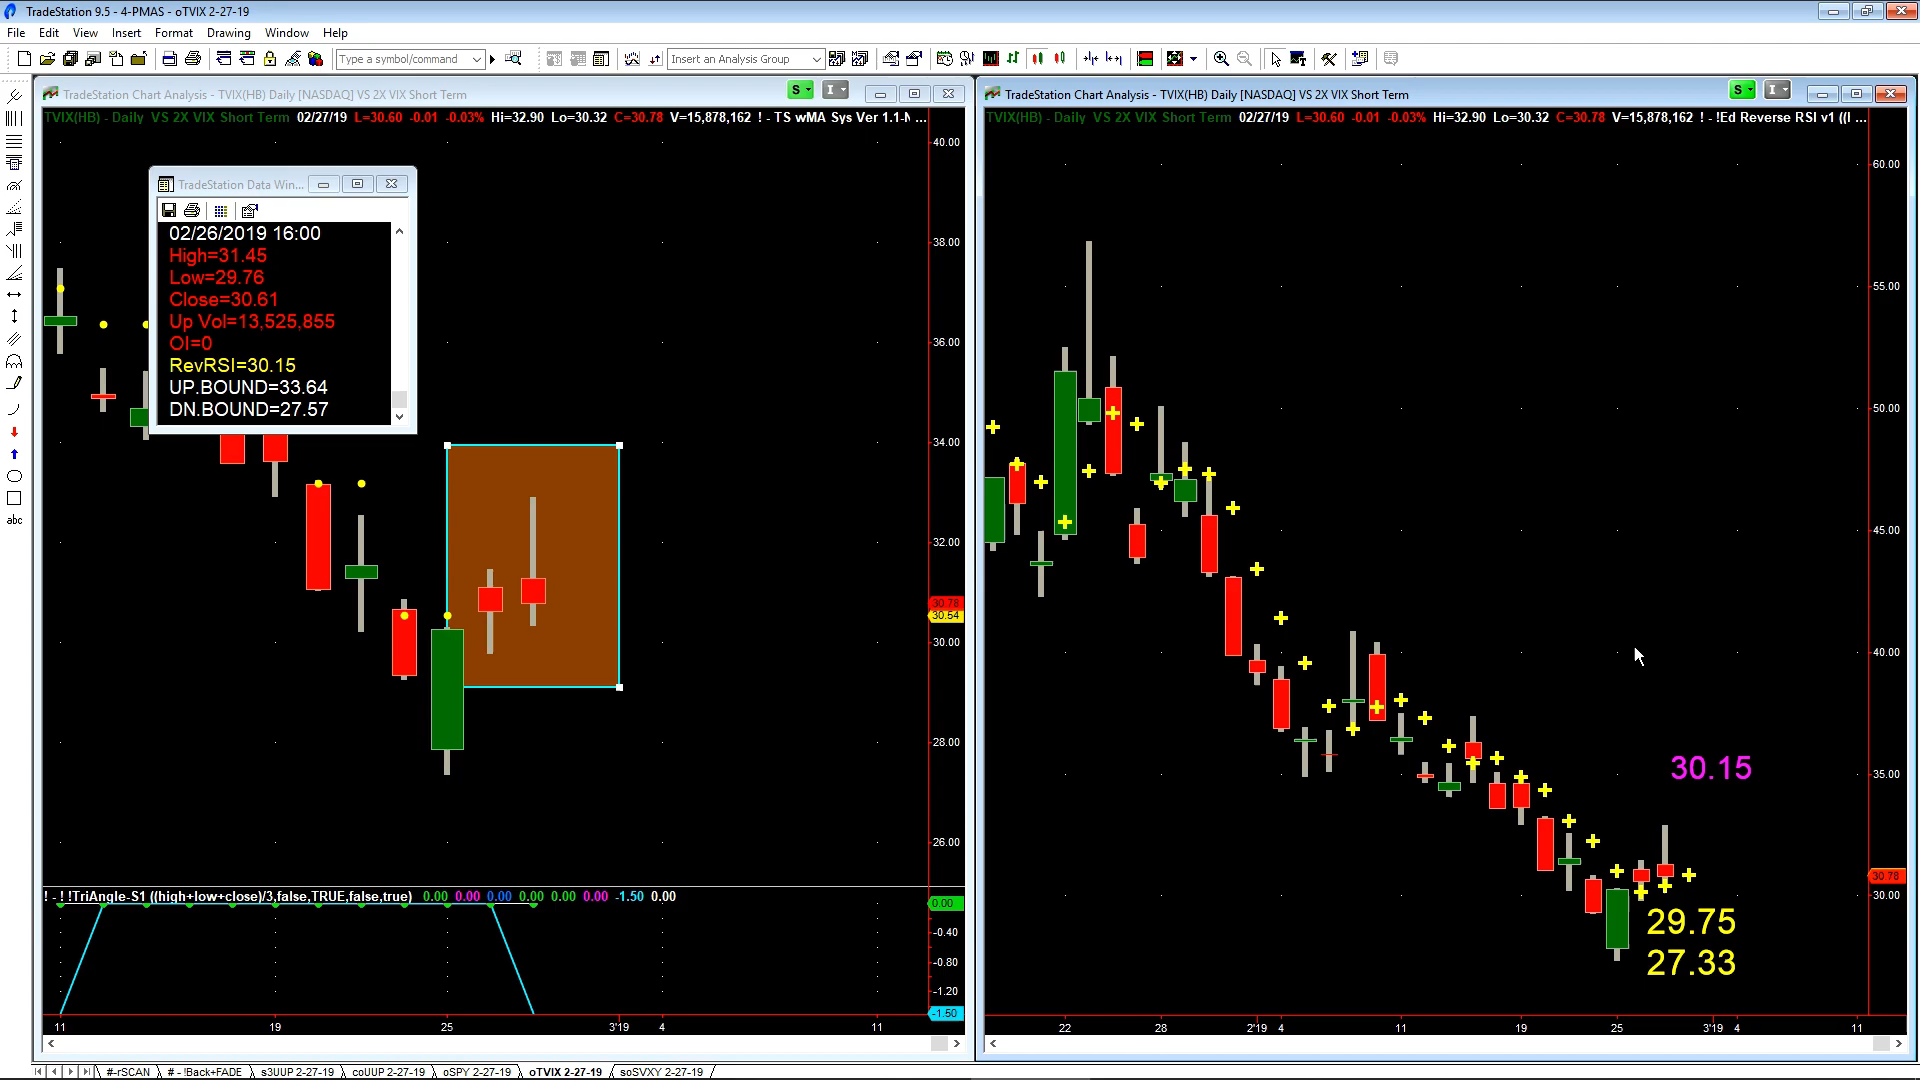 TradeStation 9.5 - 4-PMAS - oTVIX 2-27-19
File Edit View Insert Format Drawing Window Help
Type a symbol/command
Insert an Analysis Group
TradeStation Chart Analysis - TVIX(HB) Daily [NASDAQ] VS 2X VIX Short Term
S
I
TVIX(HB) - Daily VS 2X VIX Short Term 02/27/19 L=30.60 -0.01 -0.03% Hi=32.90 Lo=30.32 C=30.78 V=15,878,162 ! - TS wMA Sys Ver 1.1-N ...
40.00
38.00
36.00
34.00
32.00
30.78
30.54
30.00
28.00
26.00
TradeStation Data Win...
02/26/2019 16:00
High=31.45
Low=29.76
Close=30.61
Up Vol=13,525,855
OI=0
RevRSI=30.15
UP.BOUND=33.64
DN.BOUND=27.57
! - ! !TriAngle-S1 ((high+low+close)/3,false,TRUE,false,true) 0.00 0.00 0.00 0.00 0.00 0.00 -1.50 0.00
0.00
-0.40
-0.80
-1.20
-1.50
11 19 25 3'19 4 11
TradeStation Chart Analysis - TVIX(HB) Daily [NASDAQ] VS 2X VIX Short Term
S
I
TVIX(HB) - Daily VS 2X VIX Short Term 02/27/19 L=30.60 -0.01 -0.03% Hi=32.90 Lo=30.32 C=30.78 V=15,878,162 ! - !Ed Reverse RSI v1 ((I ...
60.00
55.00
50.00
45.00
40.00
35.00
30.78
30.00
30.15
29.75
27.33
22 28 2'19 4 11 19 25 3'19 4 11
abc
#-rSCAN # - !Back+FADE s3UUP 2-27-19 coUUP 2-27-19 oSPY 2-27-19 oTVIX 2-27-19 soSVXY 2-27-19